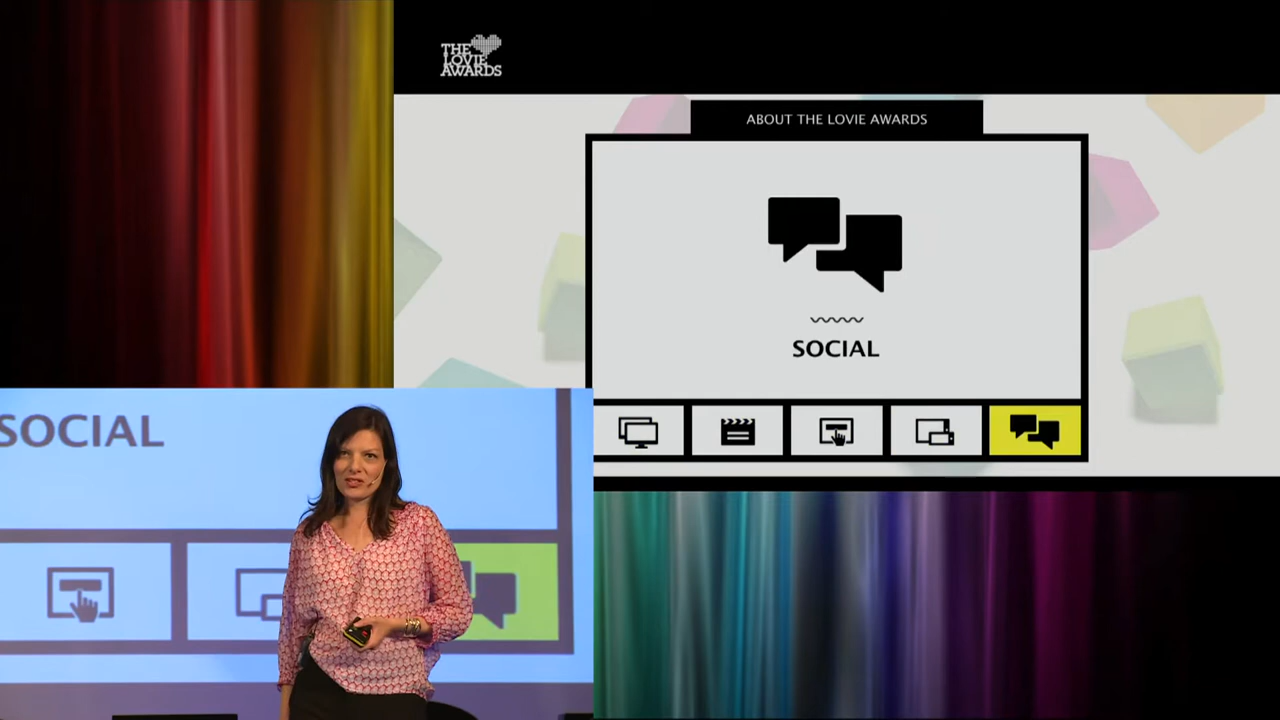 THE
LOVIE
AWARDS
ABOUT THE LOVIE AWARDS
SOCIAL
SOCIAL